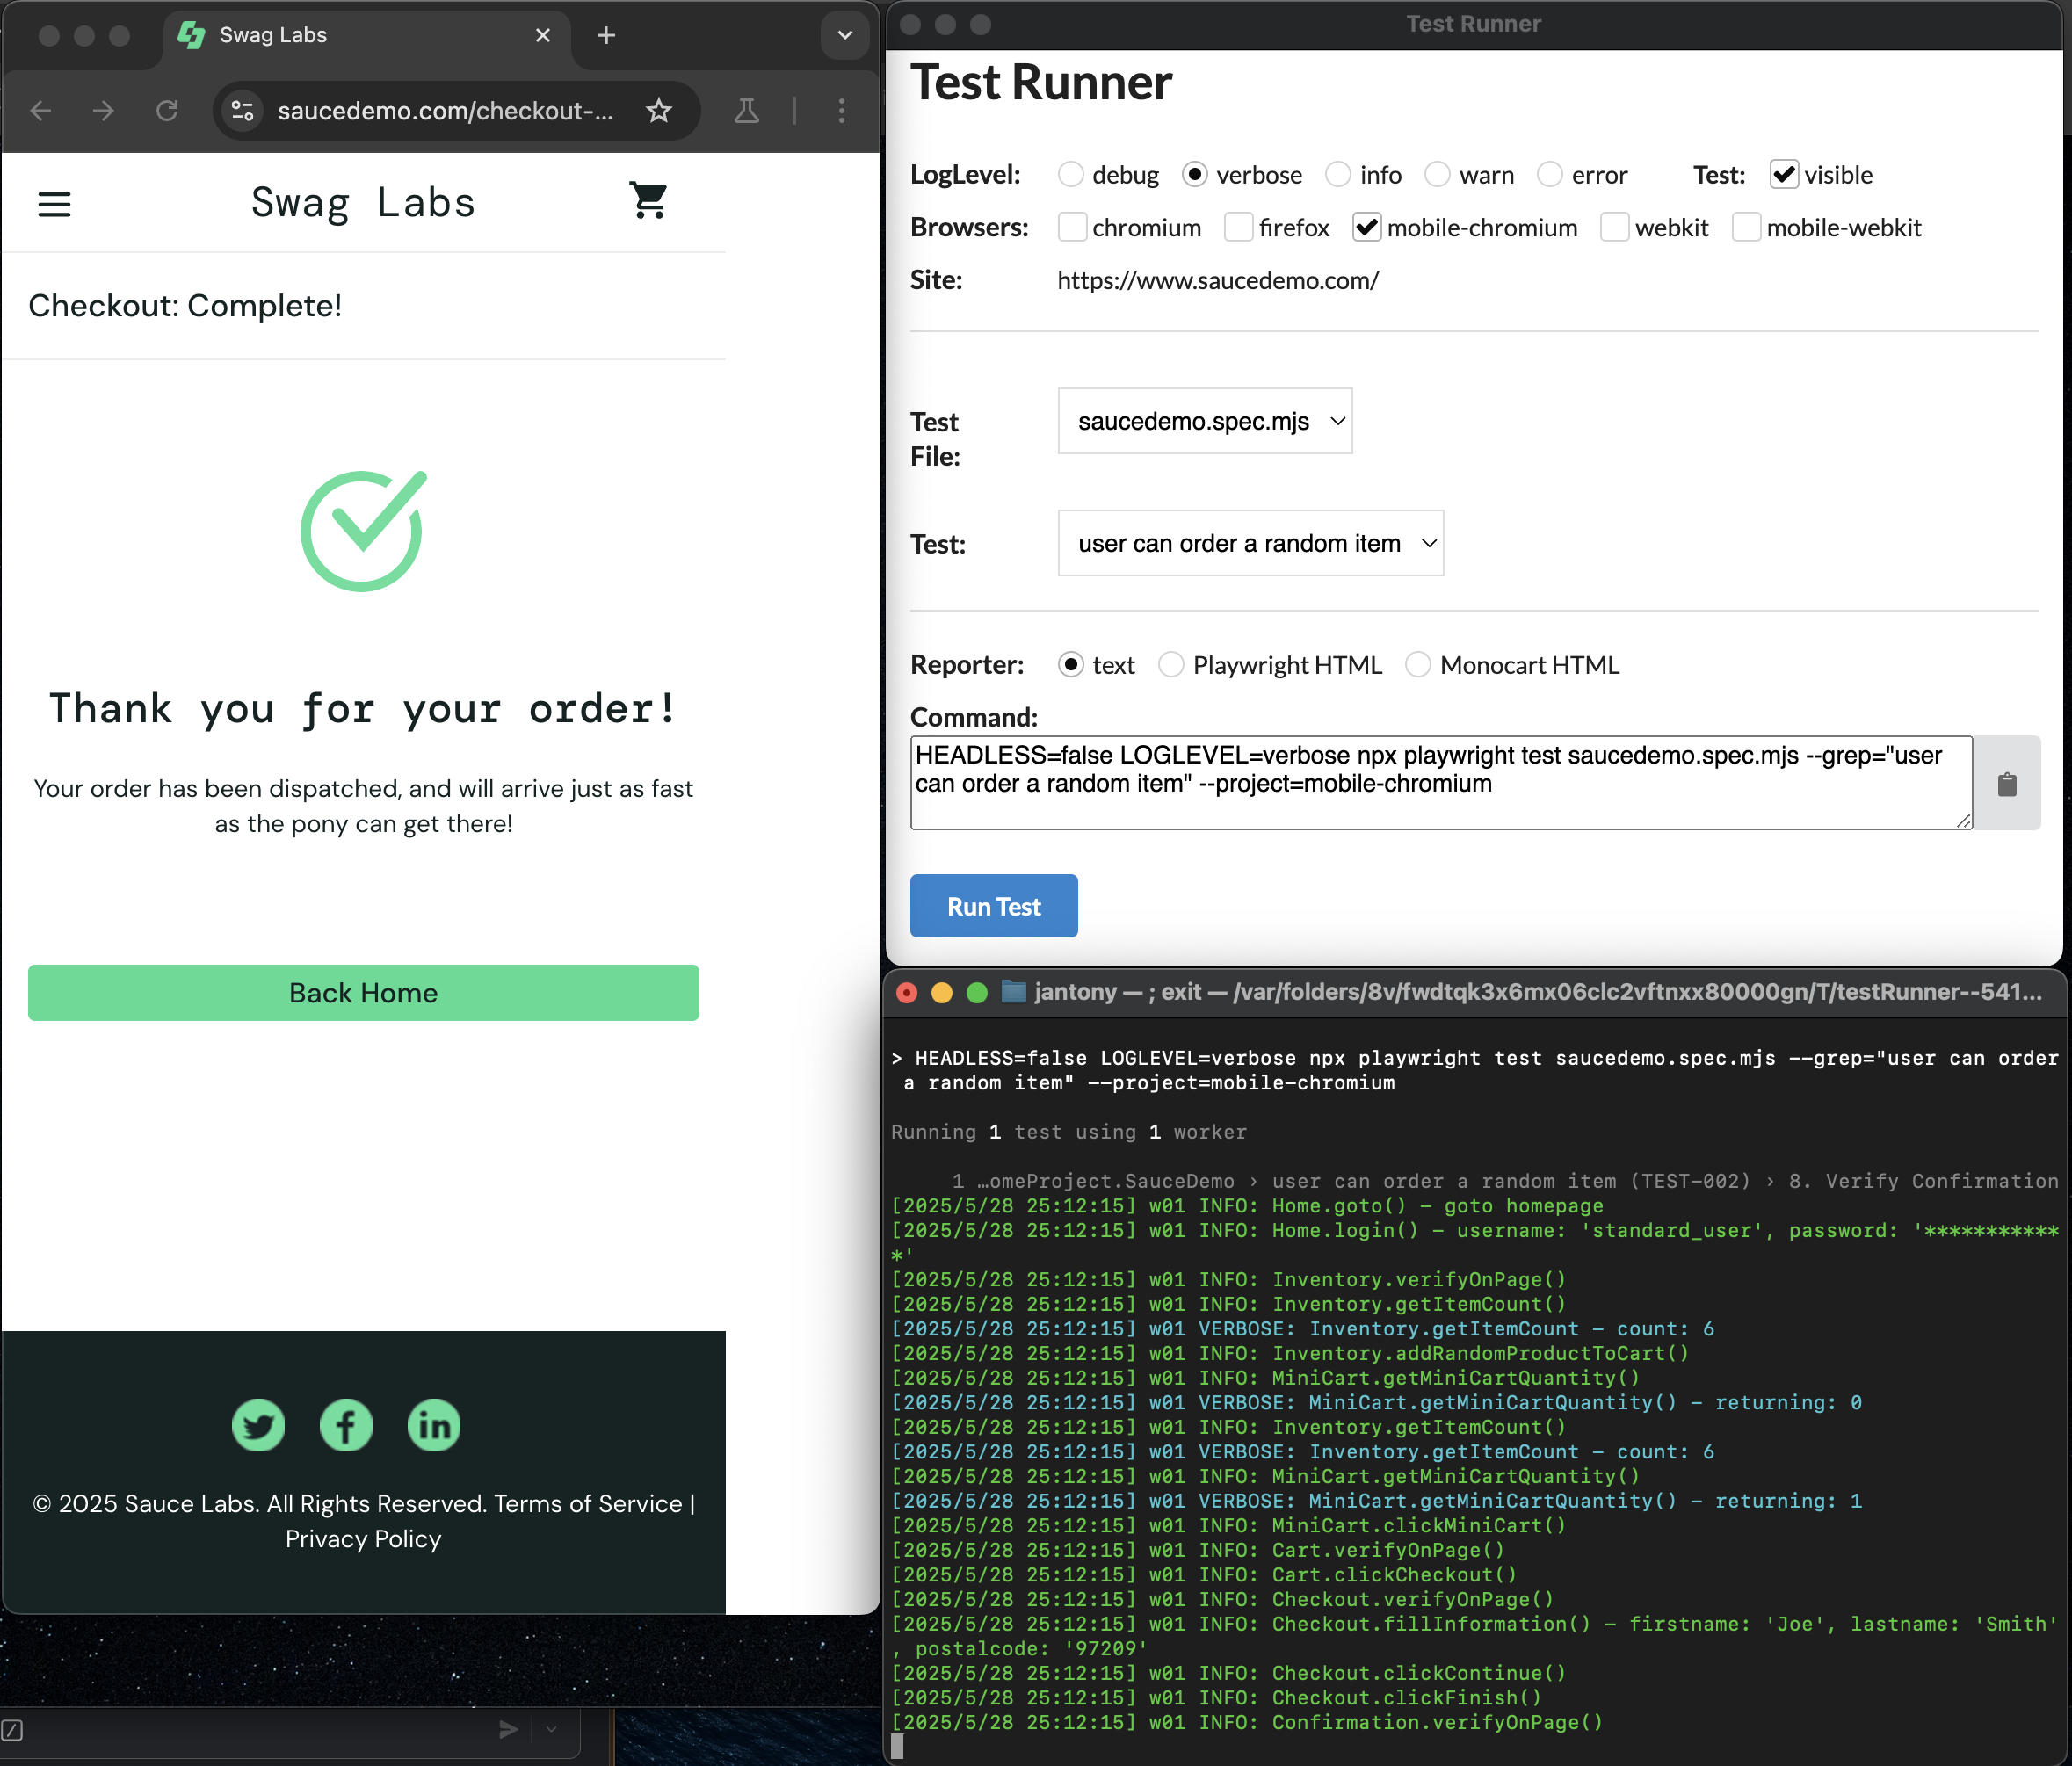 Swag Labs
saucedemo.com/checkout-...
Swag Labs
Checkout: Complete!
Thank you for your order!
Your order has been dispatched, and will arrive just as fast
as the pony can get there!
Back Home
© 2025 Sauce Labs. All Rights Reserved. Terms of Service |
Privacy Policy
Test Runner
Test Runner
LogLevel: debug verbose info warn error Test: visible
Browsers: chromium firefox mobile-chromium webkit mobile-webkit
Site: https://www.saucedemo.com/
Test
File:
saucedemo.spec.mjs
Test: user can order a random item
Reporter: text Playwright HTML Monocart HTML
Command:
HEADLESS=false LOGLEVEL=verbose npx playwright test saucedemo.spec.mjs --grep="user
can order a random item" --project=mobile-chromium
Run Test
jantony — ; exit — /var/folders/8v/fwdtqk3x6mx06clc2vftnxx80000gn/T/testRunner--541...
> HEADLESS=false LOGLEVEL=verbose npx playwright test saucedemo.spec.mjs --grep="user can order
a random item" --project=mobile-chromium
Running 1 test using 1 worker
1 …omeProject.SauceDemo › user can order a random item (TEST-002) › 8. Verify Confirmation
[2025/5/28 25:12:15] w01 INFO: Home.goto() - goto homepage
[2025/5/28 25:12:15] w01 INFO: Home.login() - username: 'standard_user', password: '***********
*'
[2025/5/28 25:12:15] w01 INFO: Inventory.verifyOnPage()
[2025/5/28 25:12:15] w01 INFO: Inventory.getItemCount()
[2025/5/28 25:12:15] w01 VERBOSE: Inventory.getItemCount - count: 6
[2025/5/28 25:12:15] w01 INFO: Inventory.addRandomProductToCart()
[2025/5/28 25:12:15] w01 INFO: MiniCart.getMiniCartQuantity()
[2025/5/28 25:12:15] w01 VERBOSE: MiniCart.getMiniCartQuantity() - returning: 0
[2025/5/28 25:12:15] w01 INFO: Inventory.getItemCount()
[2025/5/28 25:12:15] w01 VERBOSE: Inventory.getItemCount - count: 6
[2025/5/28 25:12:15] w01 INFO: MiniCart.getMiniCartQuantity()
[2025/5/28 25:12:15] w01 VERBOSE: MiniCart.getMiniCartQuantity() - returning: 1
[2025/5/28 25:12:15] w01 INFO: MiniCart.clickMiniCart()
[2025/5/28 25:12:15] w01 INFO: Cart.verifyOnPage()
[2025/5/28 25:12:15] w01 INFO: Cart.clickCheckout()
[2025/5/28 25:12:15] w01 INFO: Checkout.verifyOnPage()
[2025/5/28 25:12:15] w01 INFO: Checkout.fillInformation() - firstname: 'Joe', lastname: 'Smith'
, postalcode: '97209'
[2025/5/28 25:12:15] w01 INFO: Checkout.clickContinue()
[2025/5/28 25:12:15] w01 INFO: Checkout.clickFinish()
[2025/5/28 25:12:15] w01 INFO: Confirmation.verifyOnPage()